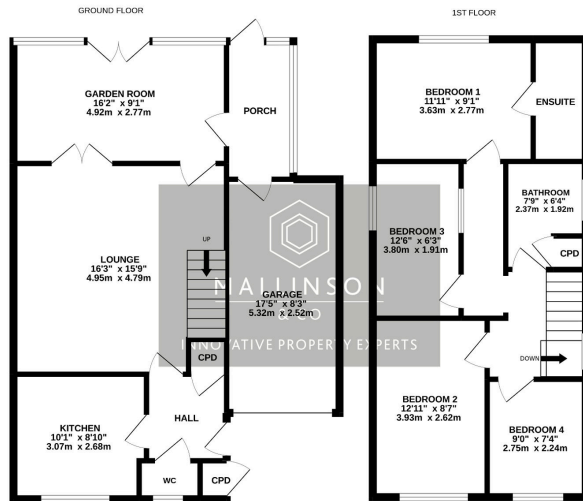 GROUND FLOOR
GARDEN ROOM
16'2" x 9'1"
4.92m x 2.77m
PORCH
LOUNGE
16'3" x 15'9"
4.95m x 4.79m
UP
CPD
GARAGE
17'5" x 8'3"
5.32m x 2.52m
KITCHEN
10'1" x 8'10"
3.07m x 2.68m
HALL
WC
CPD
1ST FLOOR
BEDROOM 1
11'11" x 9'1"
3.63m x 2.77m
ENSUITE
BEDROOM 3
12'6" x 6'3"
3.80m x 1.91m
BATHROOM
7'9" x 6'4"
2.37m x 1.92m
CPD
DOWN
BEDROOM 2
12'11" x 8'7"
3.93m x 2.62m
BEDROOM 4
9'0" x 7'4"
2.75m x 2.24m
MALLINSON
& CO
INNOVATIVE PROPERTY EXPERTS